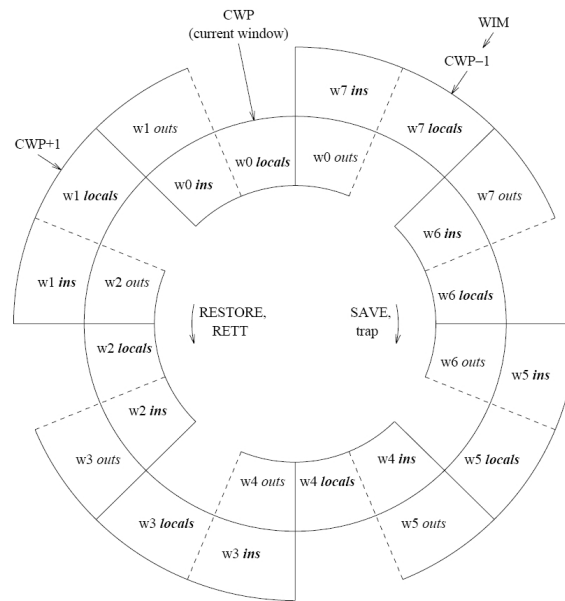 CWP
(current window)
WIM
CWP−1
w7 ins
w1 outs
w7 locals
CWP+1
w0 locals
w0 outs
w0 ins
w1 locals
w7 outs
w6 ins
w1 ins
w2 outs
w6 locals
RESTORE,
RETT
SAVE,
trap
w2 locals
w6 outs
w5 ins
w2 ins
w3 outs
w4 ins
w5 locals
w4 outs
w4 locals
w3 locals
w5 outs
w3 ins